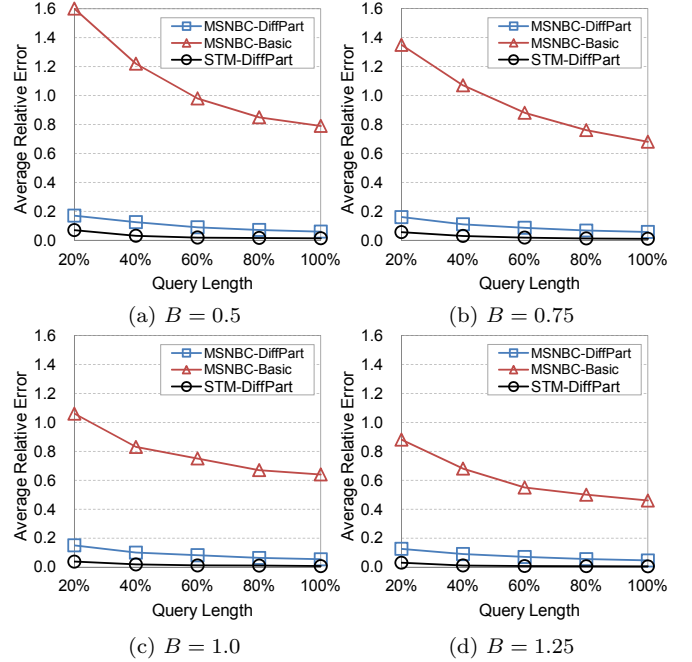 1.6
1.4
1.2
1.0
0.8
0.6
0.4
0.2
0.0
Average Relative Error
MSNBC-DiffPart
MSNBC-Basic
STM-DiffPart
20% 40% 60% 80% 100%
Query Length
(a) B = 0.5
1.6
1.4
1.2
1.0
0.8
0.6
0.4
0.2
0.0
Average Relative Error
MSNBC-DiffPart
MSNBC-Basic
STM-DiffPart
20% 40% 60% 80% 100%
Query Length
(b) B = 0.75
1.6
1.4
1.2
1.0
0.8
0.6
0.4
0.2
0.0
Average Relative Error
MSNBC-DiffPart
MSNBC-Basic
STM-DiffPart
20% 40% 60% 80% 100%
Query Length
(c) B = 1.0
1.6
1.4
1.2
1.0
0.8
0.6
0.4
0.2
0.0
Average Relative Error
MSNBC-DiffPart
MSNBC-Basic
STM-DiffPart
20% 40% 60% 80% 100%
Query Length
(d) B = 1.25